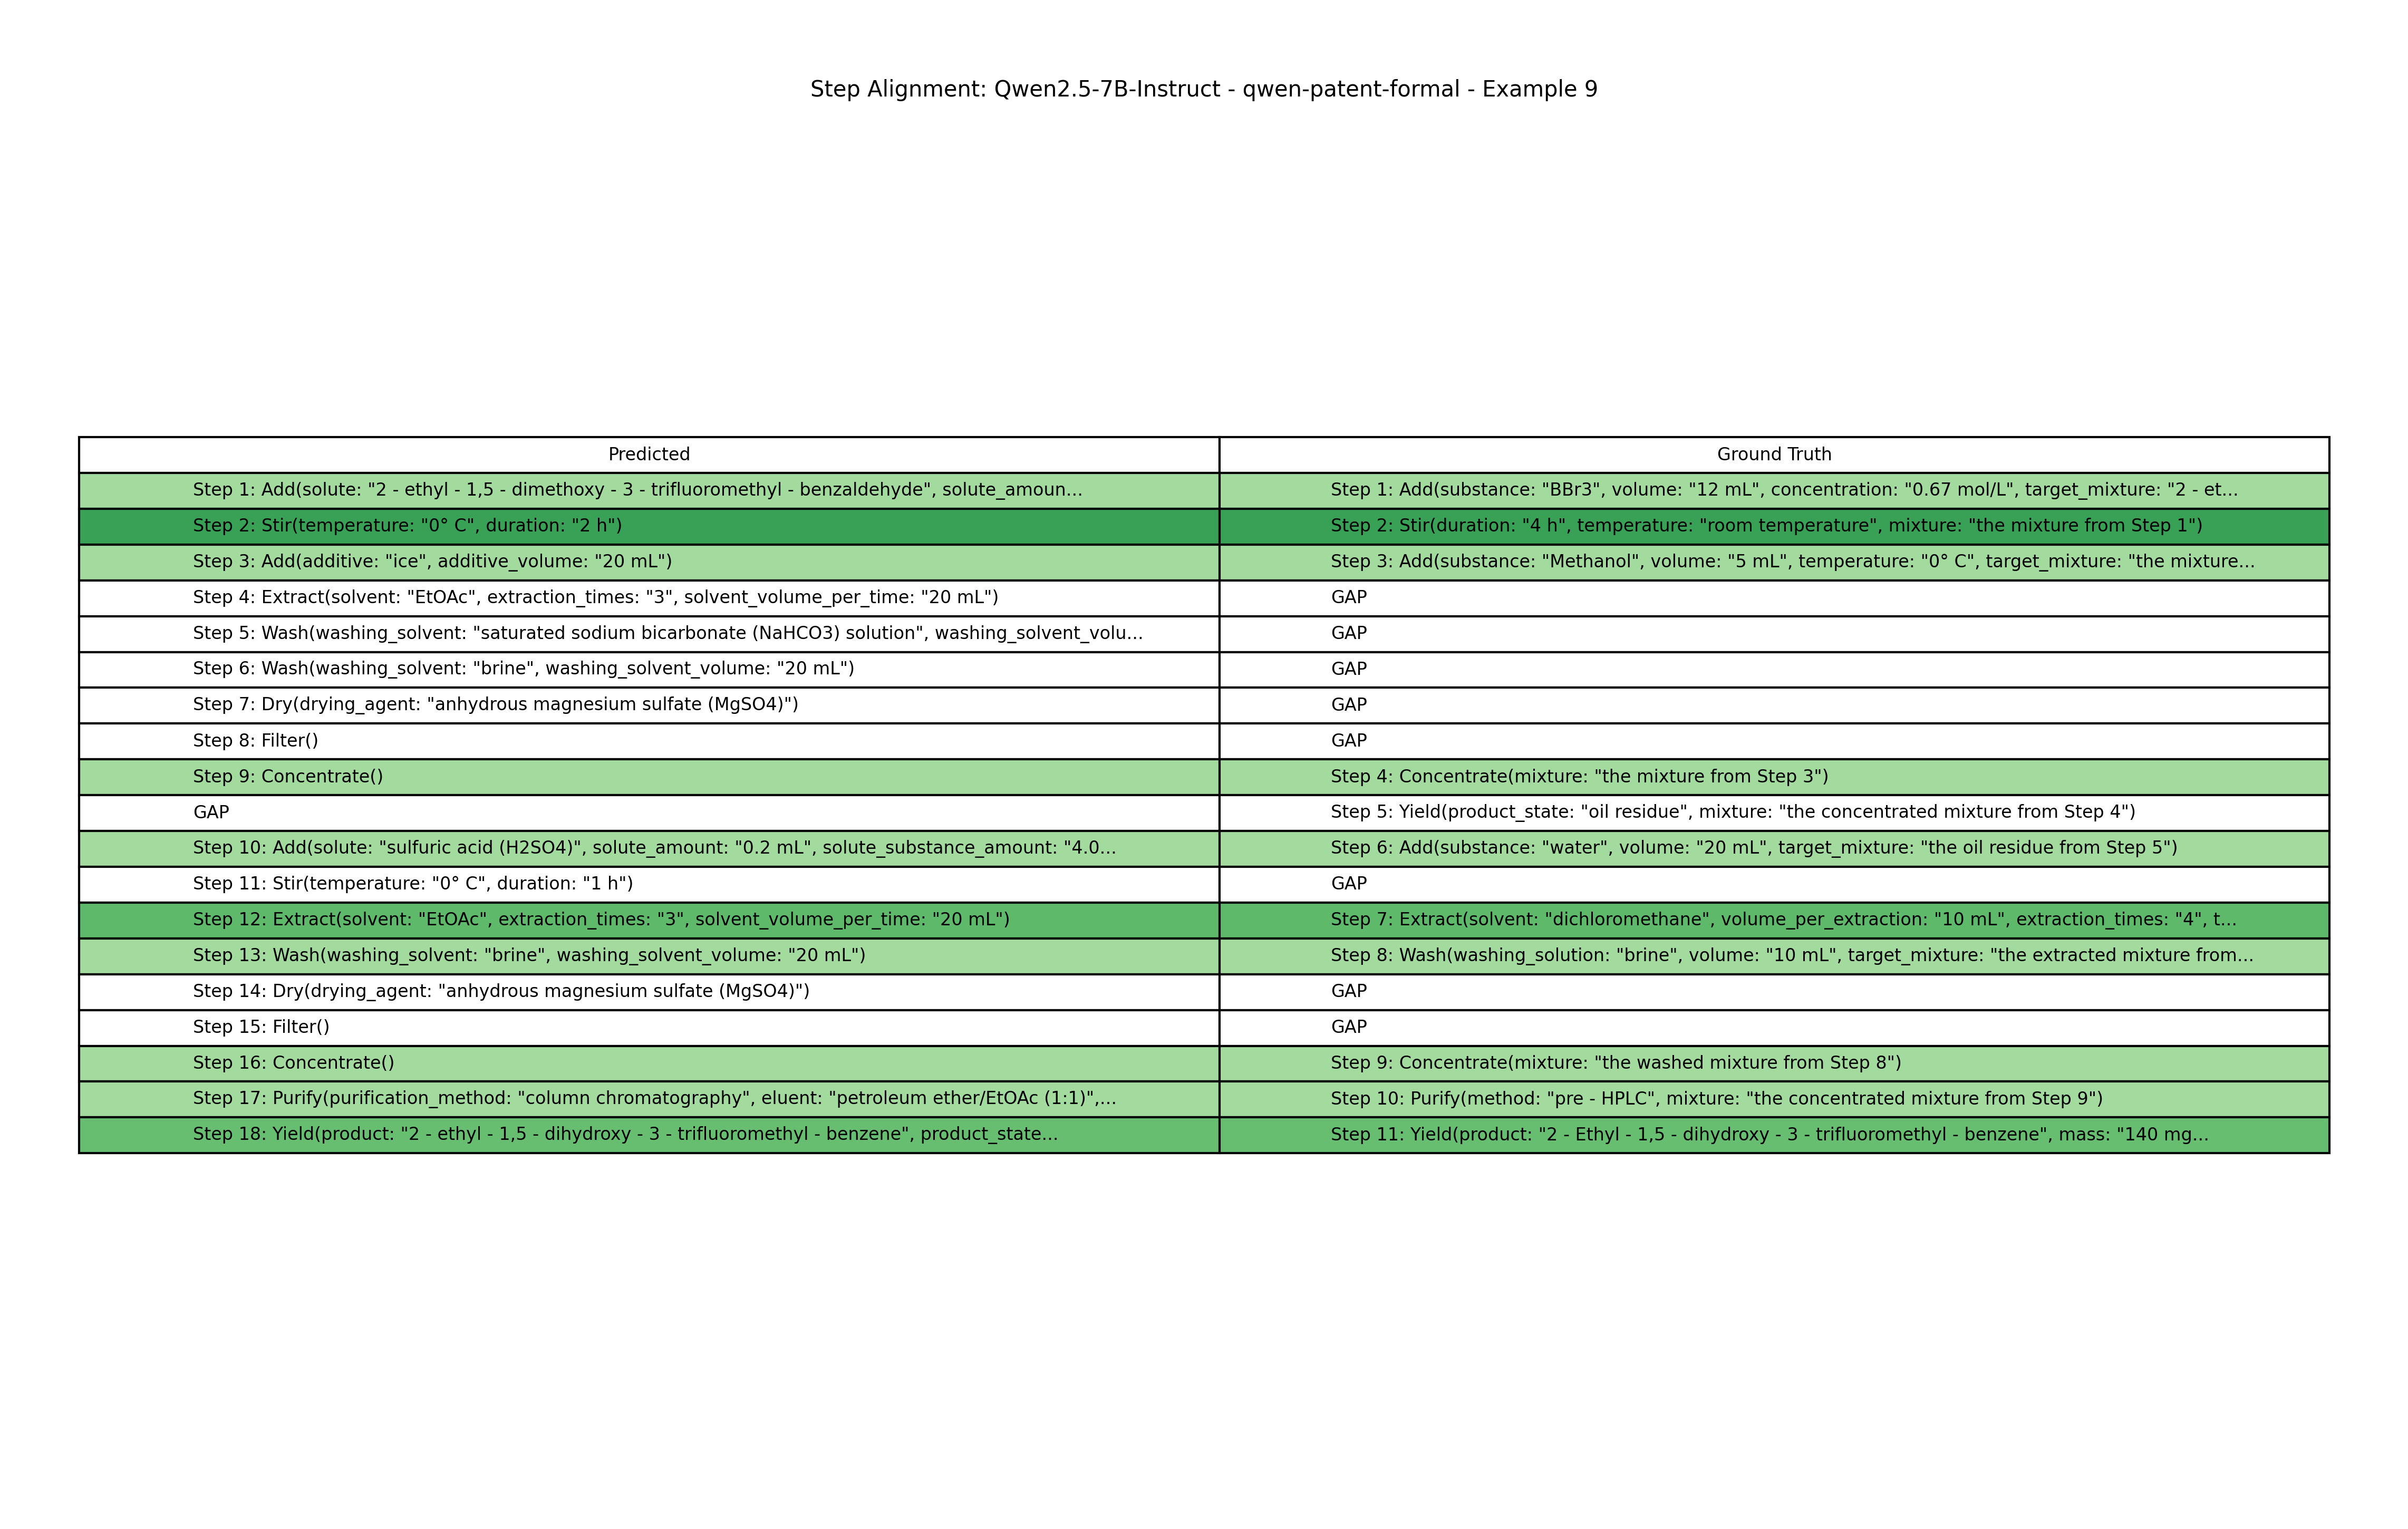 Step Alignment: Qwen2.5-7B-Instruct - qwen-patent-formal - Example 9
Predicted Ground Truth
Step 1: Add(solute: "2 - ethyl - 1,5 - dimethoxy - 3 - trifluoromethyl - benzaldehyde", solute_amoun... Step 1: Add(substance: "BBr3", volume: "12 mL", concentration: "0.67 mol/L", target_mixture: "2 - et...
Step 2: Stir(temperature: "0° C", duration: "2 h") Step 2: Stir(duration: "4 h", temperature: "room temperature", mixture: "the mixture from Step 1")
Step 3: Add(additive: "ice", additive_volume: "20 mL") Step 3: Add(substance: "Methanol", volume: "5 mL", temperature: "0° C", target_mixture: "the mixture...
Step 4: Extract(solvent: "EtOAc", extraction_times: "3", solvent_volume_per_time: "20 mL") GAP
Step 5: Wash(washing_solvent: "saturated sodium bicarbonate (NaHCO3) solution", washing_solvent_volu... GAP
Step 6: Wash(washing_solvent: "brine", washing_solvent_volume: "20 mL") GAP
Step 7: Dry(drying_agent: "anhydrous magnesium sulfate (MgSO4)") GAP
Step 8: Filter() GAP
Step 9: Concentrate() Step 4: Concentrate(mixture: "the mixture from Step 3")
GAP Step 5: Yield(product_state: "oil residue", mixture: "the concentrated mixture from Step 4")
Step 10: Add(solute: "sulfuric acid (H2SO4)", solute_amount: "0.2 mL", solute_substance_amount: "4.0... Step 6: Add(substance: "water", volume: "20 mL", target_mixture: "the oil residue from Step 5")
Step 11: Stir(temperature: "0° C", duration: "1 h") GAP
Step 12: Extract(solvent: "EtOAc", extraction_times: "3", solvent_volume_per_time: "20 mL") Step 7: Extract(solvent: "dichloromethane", volume_per_extraction: "10 mL", extraction_times: "4", t...
Step 13: Wash(washing_solvent: "brine", washing_solvent_volume: "20 mL") Step 8: Wash(washing_solution: "brine", volume: "10 mL", target_mixture: "the extracted mixture from...
Step 14: Dry(drying_agent: "anhydrous magnesium sulfate (MgSO4)") GAP
Step 15: Filter() GAP
Step 16: Concentrate() Step 9: Concentrate(mixture: "the washed mixture from Step 8")
Step 17: Purify(purification_method: "column chromatography", eluent: "petroleum ether/EtOAc (1:1)",... Step 10: Purify(method: "pre - HPLC", mixture: "the concentrated mixture from Step 9")
Step 18: Yield(product: "2 - ethyl - 1,5 - dihydroxy - 3 - trifluoromethyl - benzene", product_state... Step 11: Yield(product: "2 - Ethyl - 1,5 - dihydroxy - 3 - trifluoromethyl - benzene", mass: "140 mg...